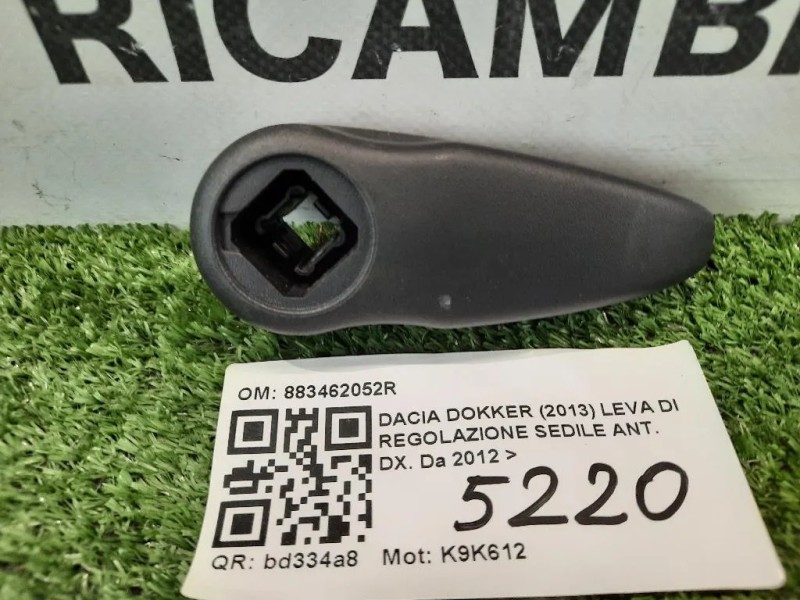 RICAMB
OM: 883462052R
DACIA DOKKER (2013) LEVA DI
REGOLAZIONE SEDILE ANT.
DX. Da 2012 >
5220
QR: bd334a8 Mot: K9K612